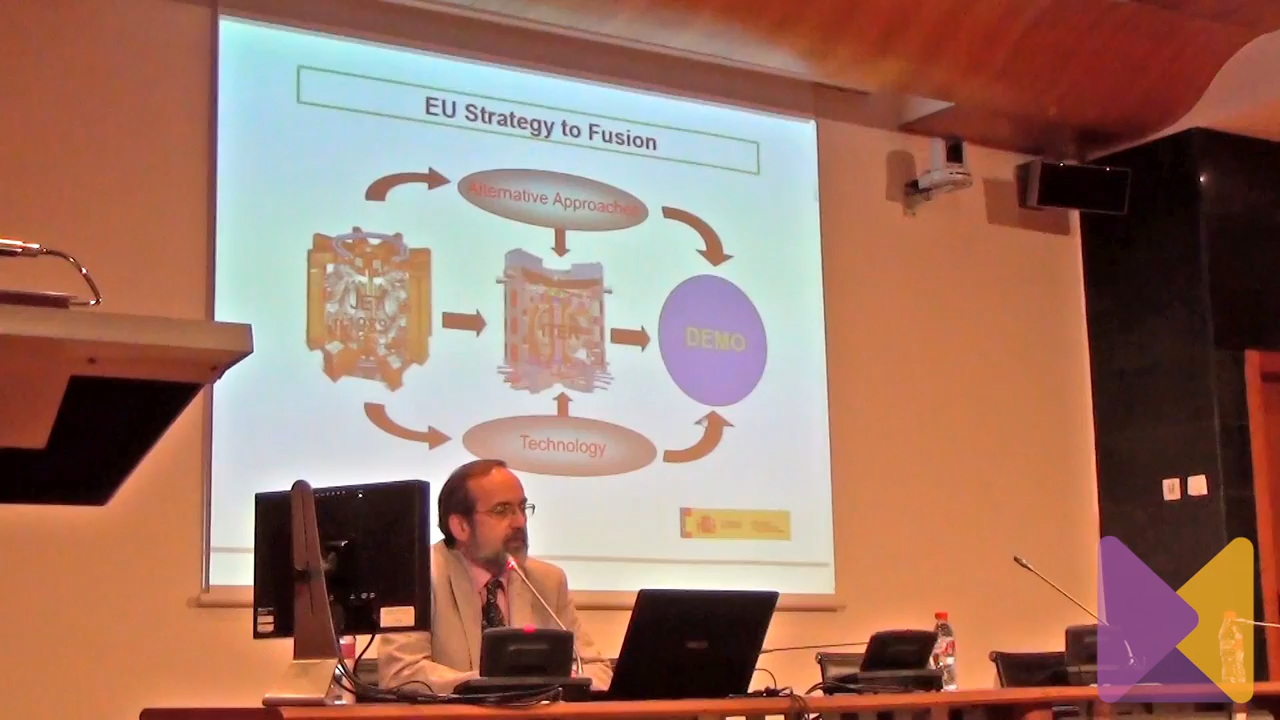 EU Strategy to Fusion
Alternative Approaches
JET
ITER
DEMO
Technology